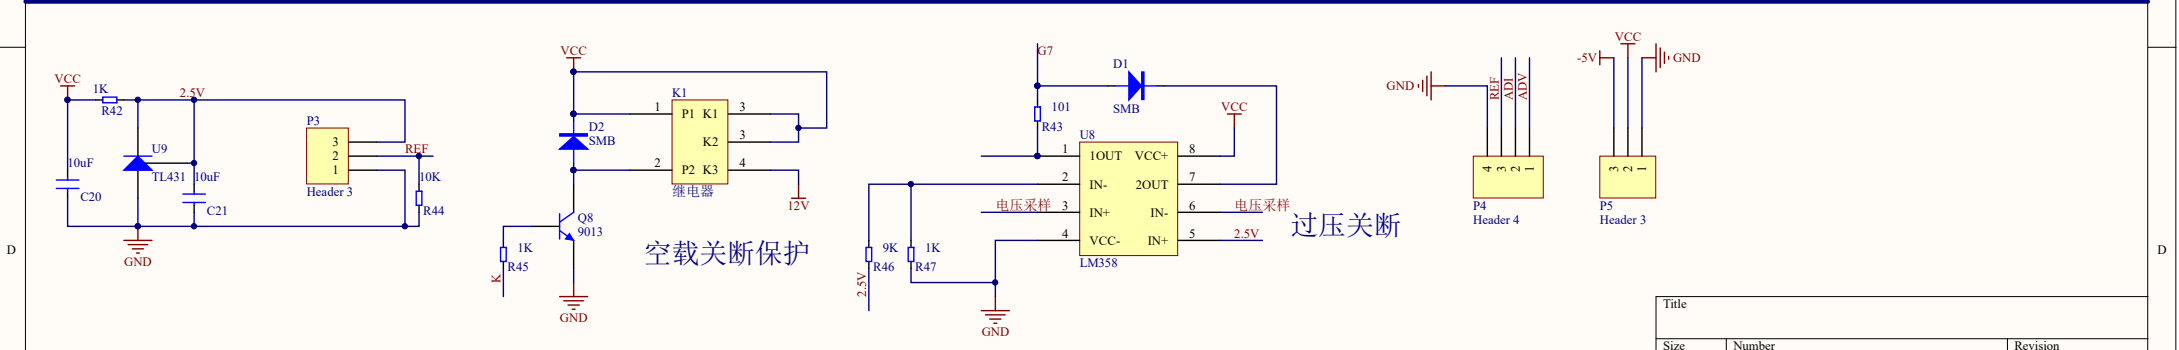 VCC
1K
R42
2.5V
10uF
C20
U9
TL431
10uF
C21
GND
P3
3
2
1
Header 3
REF
10K
R44
VCC
D2
SMB
K1
1
P1 K1
3
K2
3
2
P2 K3
4
继电器
12V
Q8
9013
1K
R45
K
GND
空载关断保护
G7
D1
SMB
101
R43
VCC
U8
1
1OUT VCC+
8
2
IN- 2OUT
7
电压采样
3
IN+ IN-
6
电压采样
4
VCC- IN+
5
2.5V
LM358
9K
R46
1K
R47
2.5V
GND
过压关断
GND
REF
ADI
ADV
4
3
2
1
P4
Header 4
-5V
VCC
GND
3
2
1
P5
Header 3
D
D
Title
Size
Number
Revision